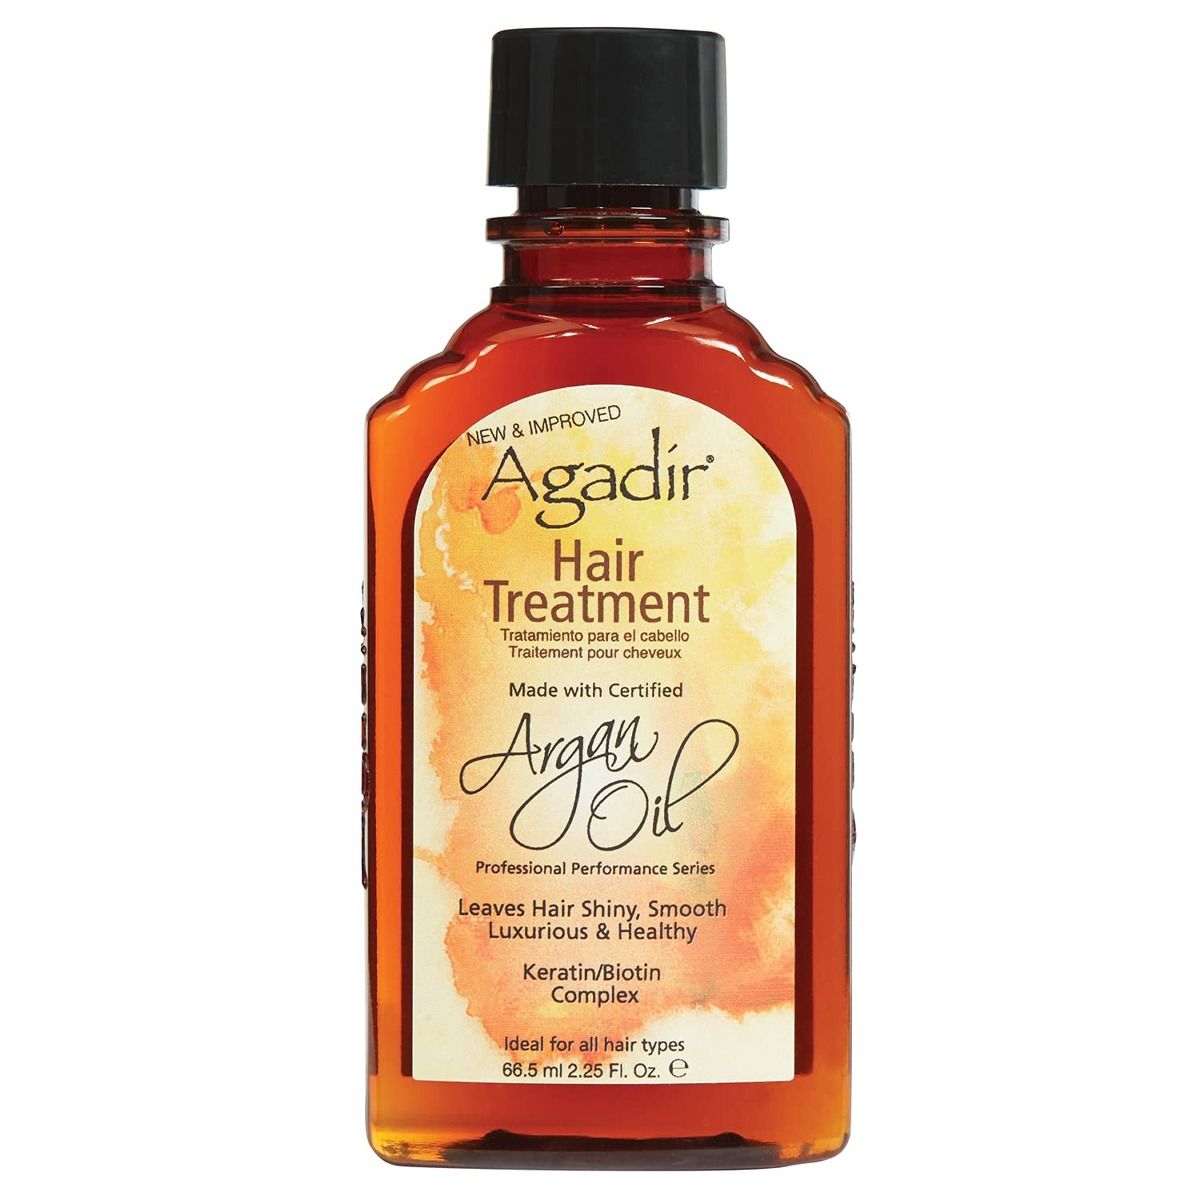 NEW & IMPROVED
Agadír®
Hair
Treatment
Tratamiento para el cabello
Traitement pour cheveux
Made with Certified
Argan
Oil
Professional Performance Series
Leaves Hair Shiny, Smooth
Luxurious & Healthy
Keratin/Biotin
Complex
Ideal for all hair types
66.5 ml 2.25 Fl. Oz. ℮